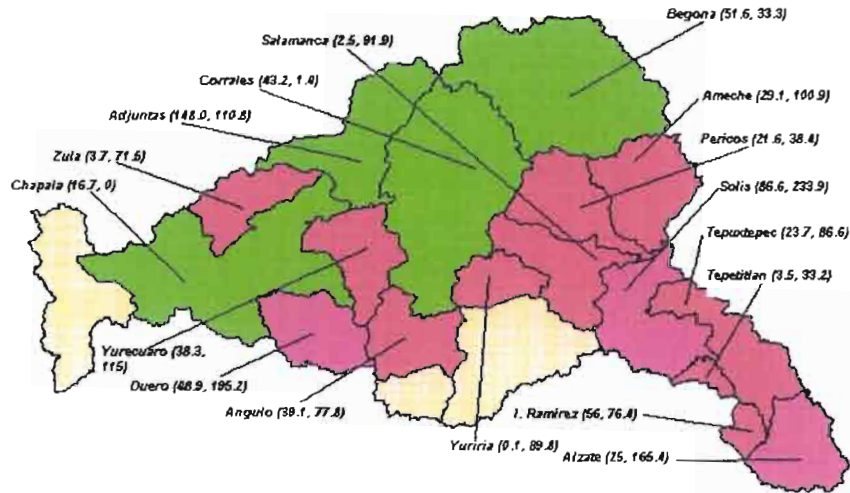 Begona (51.6, 33.3)
Salamanca (2.5, 91.9)
Corrales (43.2, 1.4)
Ameche (29.1, 100.9)
Adjuntas (148.0, 110.8)
Pericos (21.6, 38.4)
Zula (3.7, 71.6)
Chapala (16.7, 0)
Solis (86.6, 233.9)
Tepuxtepec (23.7, 86.6)
Tepetitlan (3.5, 33.2)
Yurecuaro (38.3,
115)
Duero (48.9, 195.2)
Angulo (39.1, 77.8)
I. Ramirez (56, 76.4)
Yuriria (0.1, 89.8)
Alzate (25, 165.4)